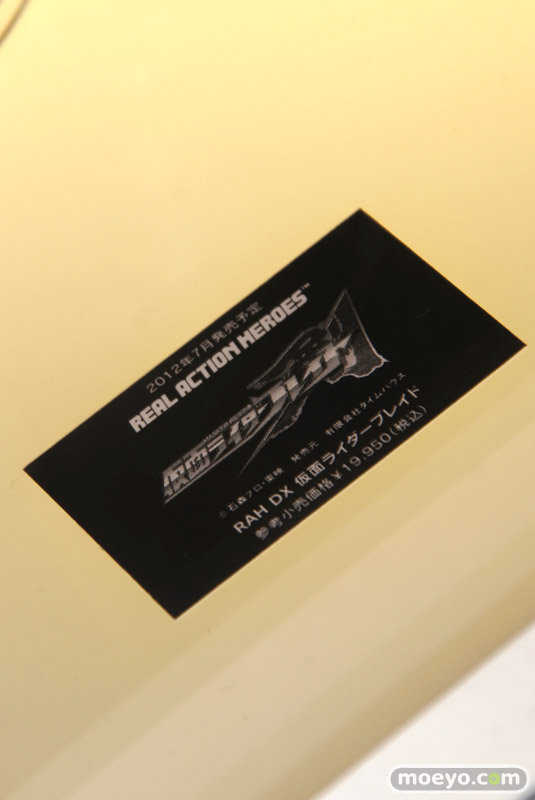 2012年7月発売予定
REAL ACTION HEROES™
仮面ライダーブレイド
©石森プロ・東映 発売元 有限会社タイムハウス
RAH DX 仮面ライダーブレイド
参考小売価格¥19,950(税込)
moeyo.com